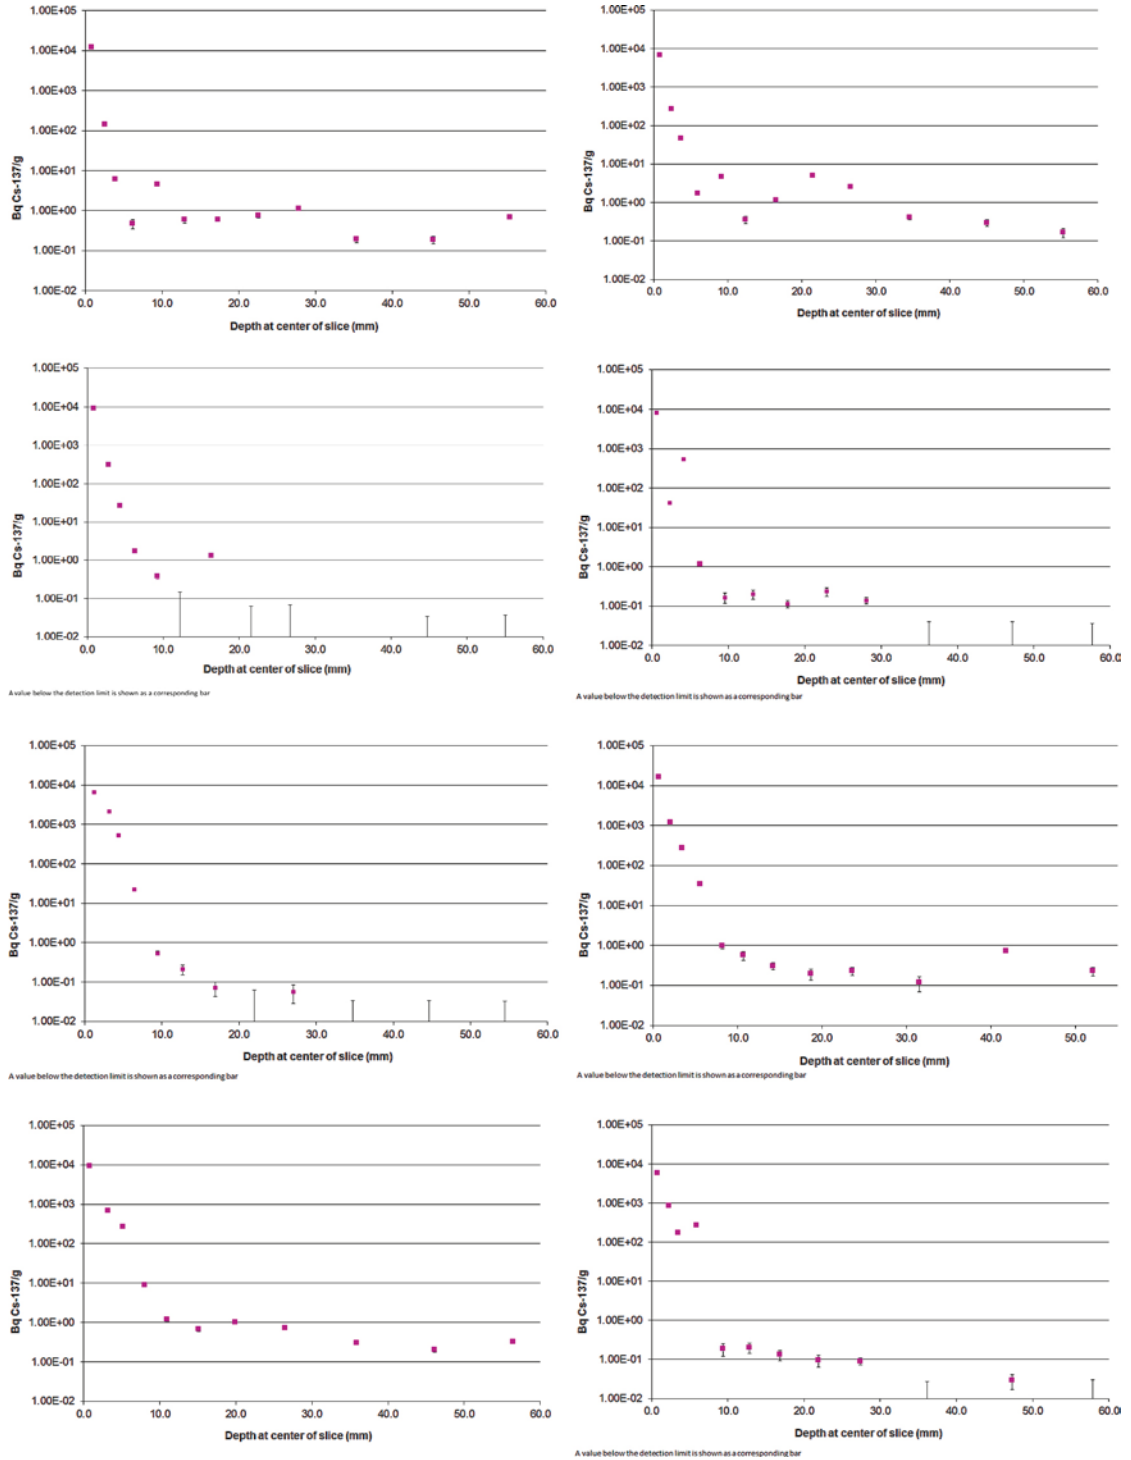 1.00E+05
1.00E+04
1.00E+03
1.00E+02
1.00E+01
1.00E+00
1.00E-01
1.00E-02
Bq Cs-137/g
0.0 10.0 20.0 30.0 40.0 50.0 60.0
Depth at center of slice (mm)
1.00E+05
1.00E+04
1.00E+03
1.00E+02
1.00E+01
1.00E+00
1.00E-01
1.00E-02
Bq Cs-137/g
0.0 10.0 20.0 30.0 40.0 50.0 60.0
Depth at center of slice (mm)
1.00E+05
1.00E+04
1.00E+03
1.00E+02
1.00E+01
1.00E+00
1.00E-01
1.00E-02
Bq Cs-137/g
0.0 10.0 20.0 30.0 40.0 50.0 60.0
Depth at center of slice (mm)
A value below the detection limit is shown as a corresponding bar
1.00E+05
1.00E+04
1.00E+03
1.00E+02
1.00E+01
1.00E+00
1.00E-01
1.00E-02
Bq Cs-137/g
0.0 10.0 20.0 30.0 40.0 50.0 60.0
Depth at center of slice (mm)
A value below the detection limit is shown as a corresponding bar
1.00E+05
1.00E+04
1.00E+03
1.00E+02
1.00E+01
1.00E+00
1.00E-01
1.00E-02
Bq Cs-137/g
0.0 10.0 20.0 30.0 40.0 50.0 60.0
Depth at center of slice (mm)
A value below the detection limit is shown as a corresponding bar
1.00E+05
1.00E+04
1.00E+03
1.00E+02
1.00E+01
1.00E+00
1.00E-01
1.00E-02
Bq Cs-137/g
0.0 10.0 20.0 30.0 40.0 50.0
Depth at center of slice (mm)
A value below the detection limit is shown as a corresponding bar
1.00E+05
1.00E+04
1.00E+03
1.00E+02
1.00E+01
1.00E+00
1.00E-01
1.00E-02
Bq Cs-137/g
0.0 10.0 20.0 30.0 40.0 50.0 60.0
Depth at center of slice (mm)
1.00E+05
1.00E+04
1.00E+03
1.00E+02
1.00E+01
1.00E+00
1.00E-01
1.00E-02
Bq Cs-137/g
0.0 10.0 20.0 30.0 40.0 50.0 60.0
Depth at center of slice (mm)
A value below the detection limit is shown as a corresponding bar